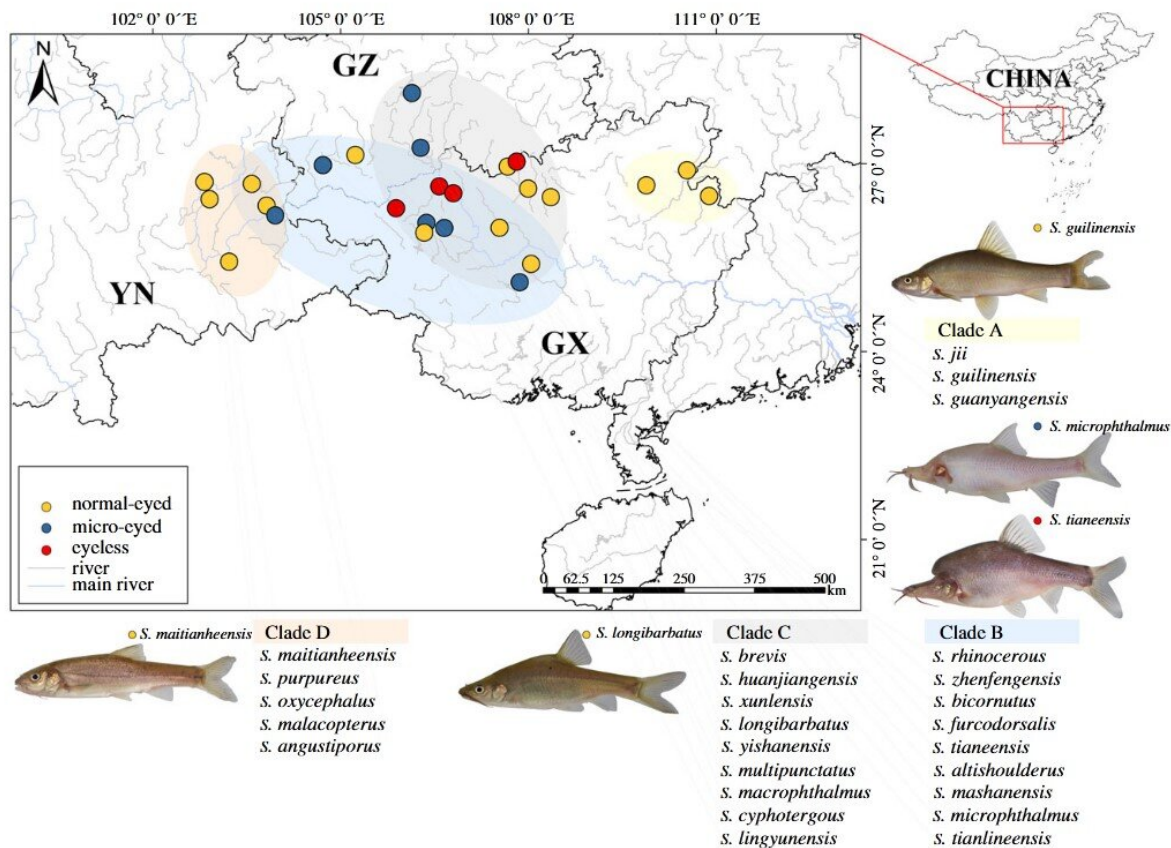 102° 0' 0˝E
105° 0' 0˝E
108° 0' 0˝E
111° 0' 0˝E
N
GZ
YN
GX
CHINA
27° 0' 0˝N
24° 0' 0˝N
21° 0' 0˝N
normal-eyed
micro-eyed
eyeless
river
main river
0 62.5 125 250 375 500
km
S. guilinensis
Clade A
S. jii
S. guilinensis
S. guanyangensis
S. microphthalmus
S. tianeensis
S. maitianheensis
Clade D
S. maitianheensis
S. purpureus
S. oxycephalus
S. malacopterus
S. angustiporus
S. longibarbatus
Clade C
S. brevis
S. huanjiangensis
S. xunlensis
S. longibarbatus
S. yishanensis
S. multipunctatus
S. macrophthalmus
S. cyphotergous
S. lingyunensis
Clade B
S. rhinocerous
S. zhenfengensis
S. bicornutus
S. furcodorsalis
S. tianeensis
S. altishoulderus
S. mashanensis
S. microphthalmus
S. tianlineensis